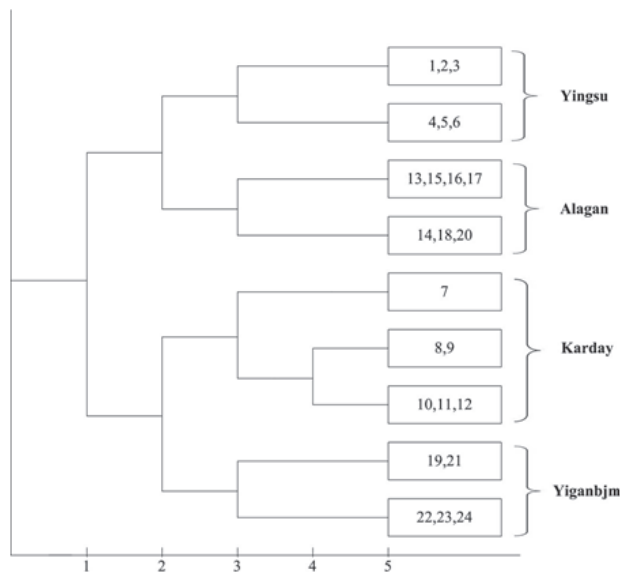 1,2,3
4,5,6
Yingsu
13,15,16,17
14,18,20
Alagan
7
8,9
10,11,12
Karday
19,21
22,23,24
Yiganbjm
1 2 3 4 5